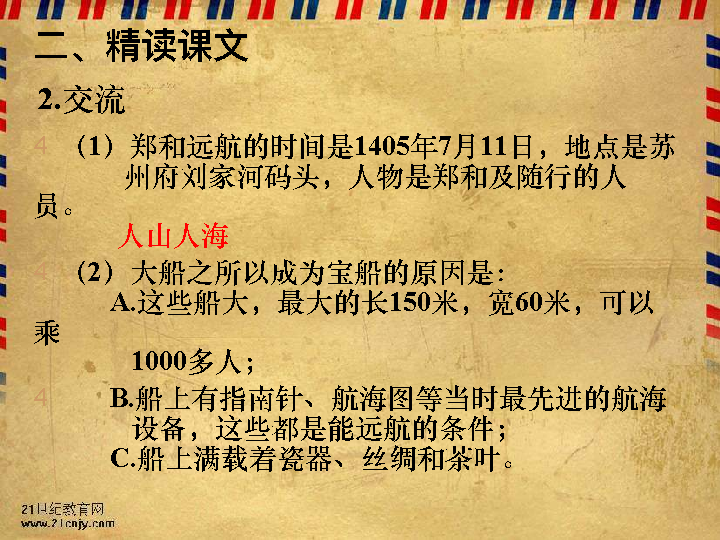 二、精读课文
2.交流
4 （1）郑和远航的时间是1405年7月11日，地点是苏
州府刘家河码头，人物是郑和及随行的人
员。
人山人海
（2）大船之所以成为宝船的原因是：
A.这些船大，最大的长150米，宽60米，可以
乘
1000多人；
4 B.船上有指南针、航海图等当时最先进的航海
设备，这些都是能远航的条件；
C.船上满载着瓷器、丝绸和茶叶。
21世纪教育网
www.21cnjy.com